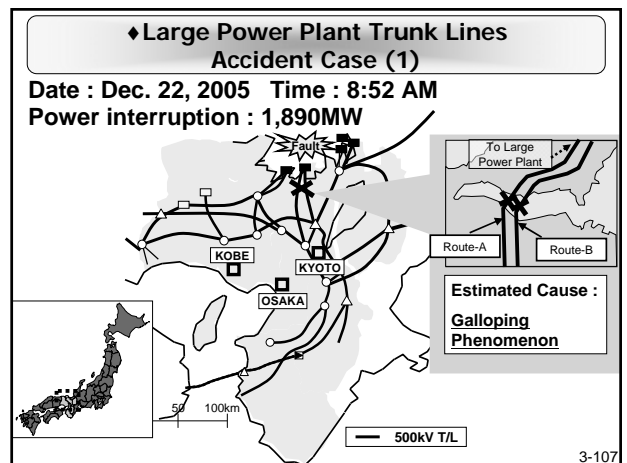 ♦Large Power Plant Trunk Lines
Accident Case (1)
Date : Dec. 22, 2005 Time : 8:52 AM
Power interruption : 1,890MW
Fault
To Large
Power Plant
Route-A
Route-B
KOBE
KYOTO
OSAKA
Estimated Cause :
Galloping
Phenomenon
50 100km
500kV T/L
3-107